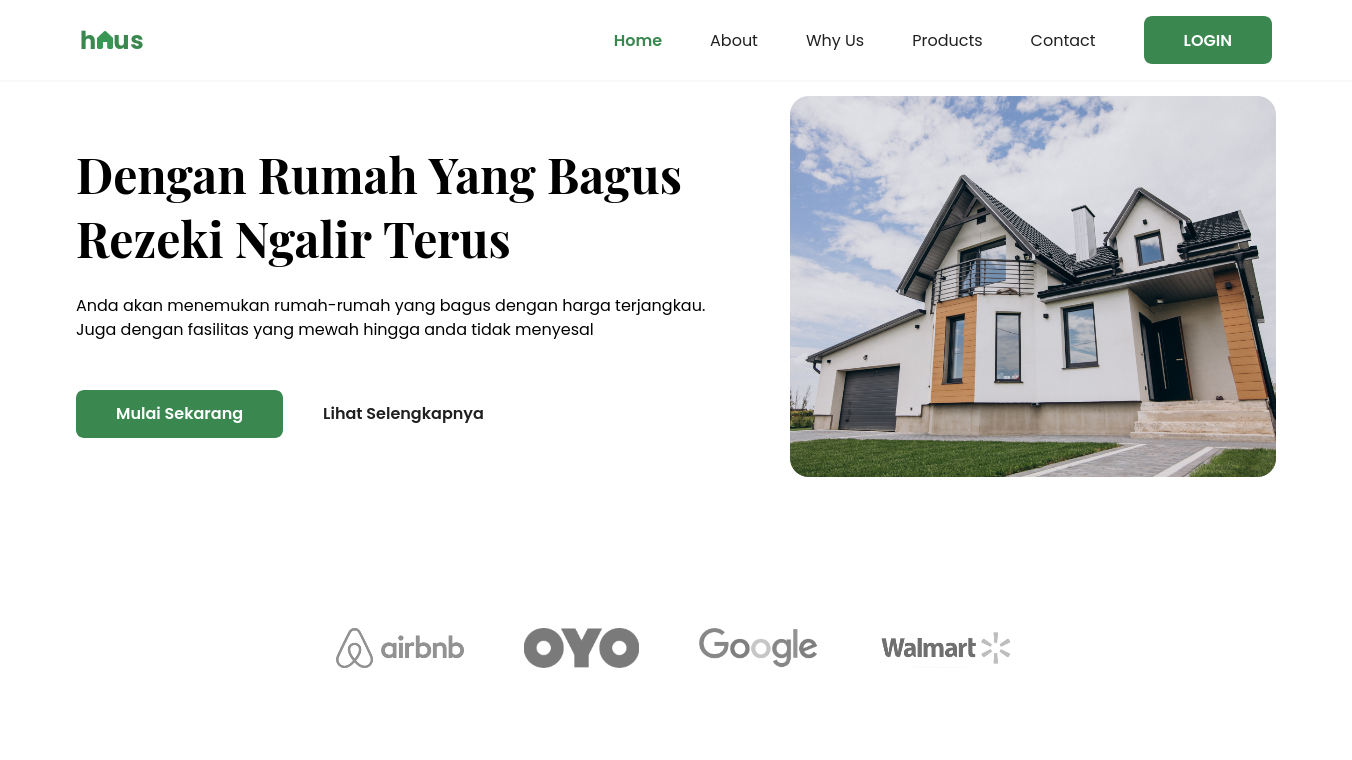 haus
Home
About
Why Us
Products
Contact
LOGIN
Dengan Rumah Yang Bagus
Rezeki Ngalir Terus
Anda akan menemukan rumah-rumah yang bagus dengan harga terjangkau.
Juga dengan fasilitas yang mewah hingga anda tidak menyesal
Mulai Sekarang
Lihat Selengkapnya
airbnb
OYO
Google
Walmart